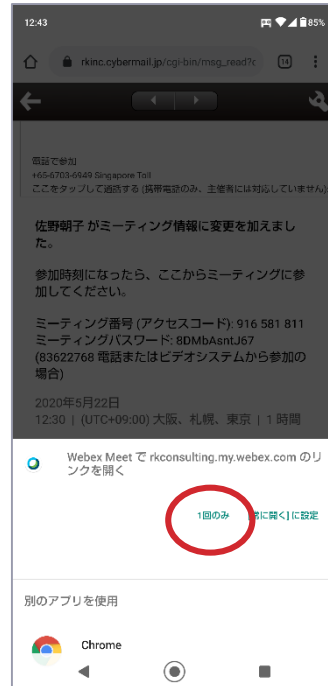 12:43
85%
rkinc.cybermail.jp/cgi-bin/msg_read?c
14
電話で参加
+65-6703-6949 Singapore Toll
ここをタップして通話する (携帯電話のみ、主催者には対応していません)
佐野朝子 がミーティング情報に変更を加えまし
た。
参加時刻になったら、ここからミーティングに参
加してください。
ミーティング番号 (アクセスコード): 916 581 811
ミーティングパスワード: 8DMbAsntJ67
(83622768 電話またはビデオシステムから参加の
場合)
2020年5月22日
12:30 | (UTC+09:00) 大阪、札幌、東京 | 1 時間
Webex Meet で rkconsulting.my.webex.com のリ
ンクを開く
1回のみ
[常に開く] に設定
別のアプリを使用
Chrome